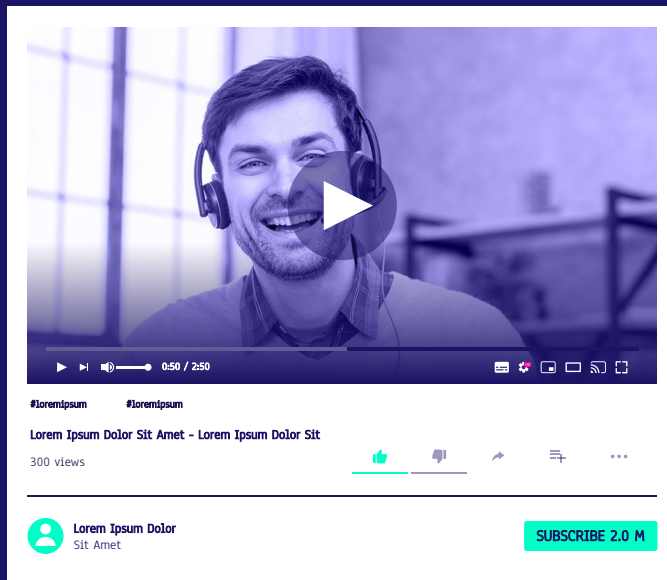 0:50 / 2:50
#loremipsum #loremipsum
Lorem Ipsum Dolor Sit Amet - Lorem Ipsum Dolor Sit
300 views
Lorem Ipsum Dolor
Sit Amet
SUBSCRIBE 2.0 M